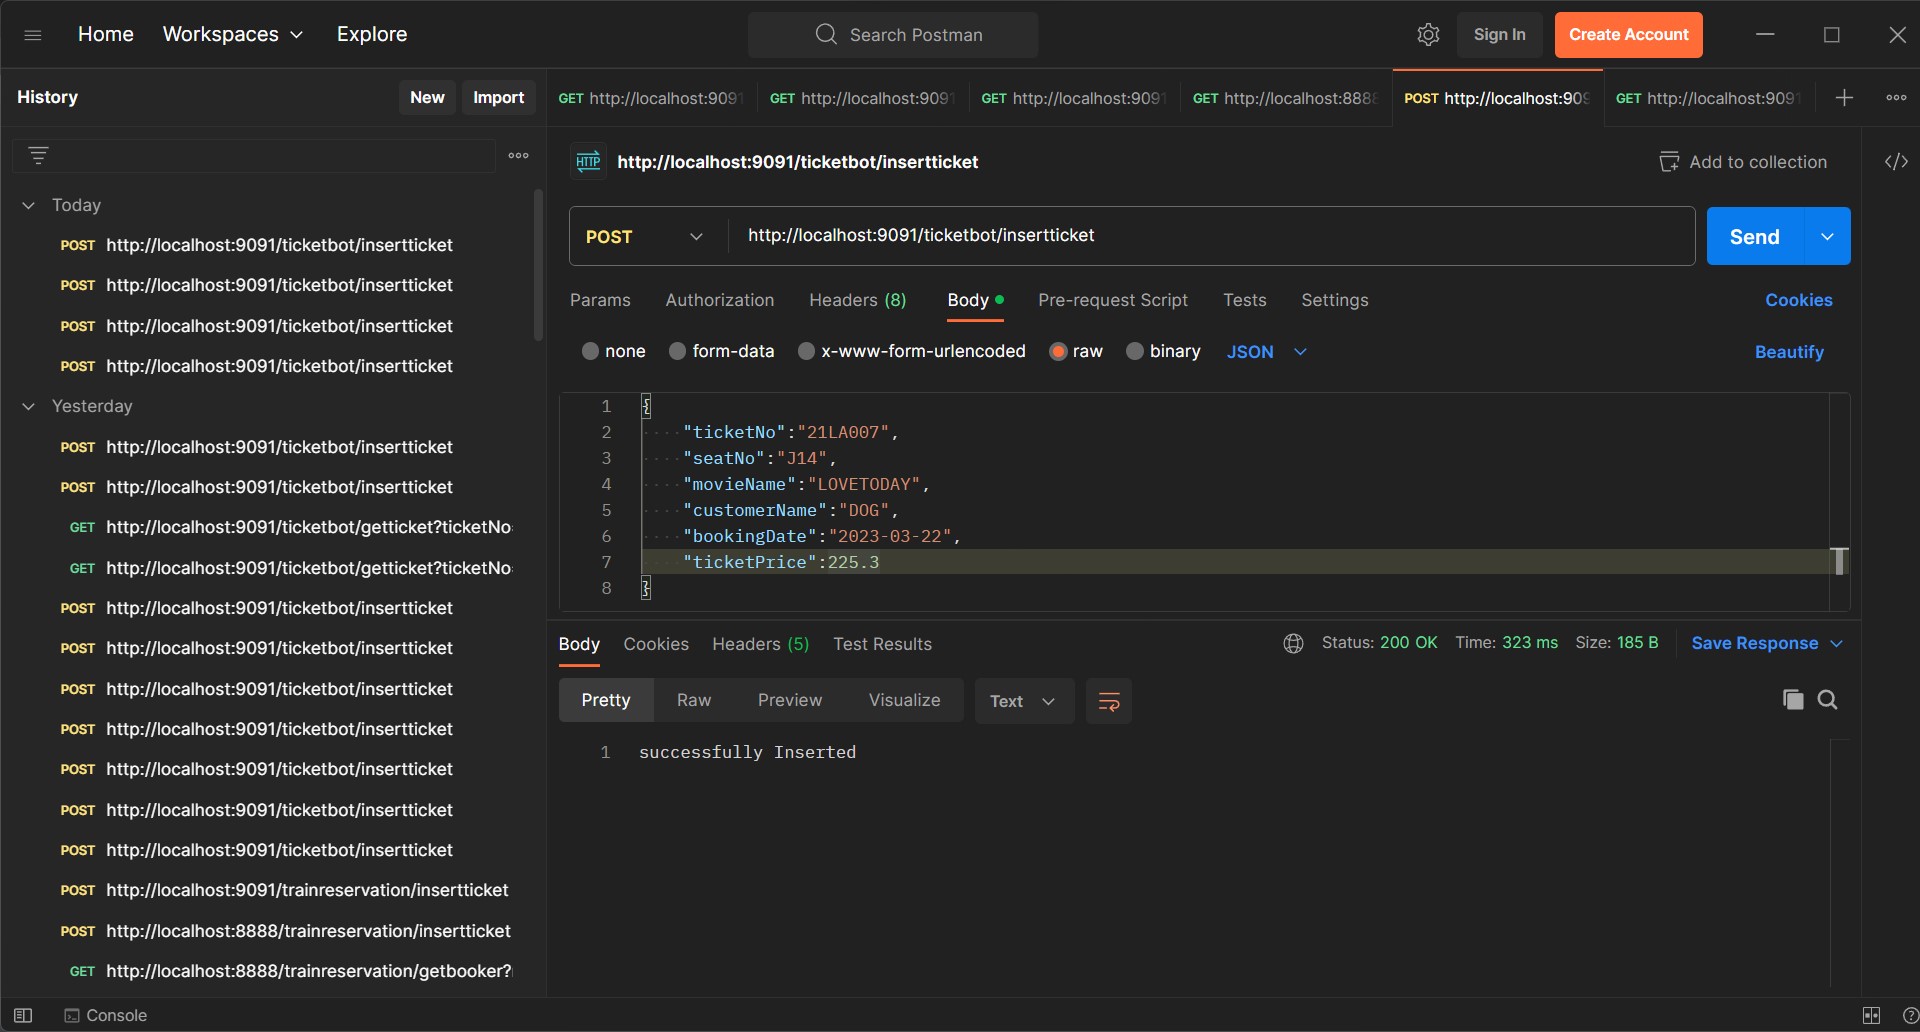 Home Workspaces Explore Search Postman Sign In Create Account
History New Import
GET http://localhost:9091 GET http://localhost:9091 GET http://localhost:9091 GET http://localhost:888 POST http://localhost:909 GET http://localhost:9091
HTTP http://localhost:9091/ticketbot/insertticket Add to collection
Today
POST http://localhost:9091/ticketbot/insertticket
POST http://localhost:9091/ticketbot/insertticket
POST http://localhost:9091/ticketbot/insertticket
POST http://localhost:9091/ticketbot/insertticket
Yesterday
POST http://localhost:9091/ticketbot/insertticket
POST http://localhost:9091/ticketbot/insertticket
GET http://localhost:9091/ticketbot/getticket?ticketNo
GET http://localhost:9091/ticketbot/getticket?ticketNo
POST http://localhost:9091/ticketbot/insertticket
POST http://localhost:9091/ticketbot/insertticket
POST http://localhost:9091/ticketbot/insertticket
POST http://localhost:9091/ticketbot/insertticket
POST http://localhost:9091/ticketbot/insertticket
POST http://localhost:9091/ticketbot/insertticket
POST http://localhost:9091/ticketbot/insertticket
POST http://localhost:9091/trainreservation/insertticket
POST http://localhost:8888/trainreservation/insertticket
GET http://localhost:8888/trainreservation/getbooker?
POST http://localhost:9091/ticketbot/insertticket Send
Params Authorization Headers (8) Body Pre-request Script Tests Settings Cookies
none form-data x-www-form-urlencoded raw binary JSON Beautify
1 {
2 "ticketNo":"21LA007",
3 "seatNo":"J14",
4 "movieName":"LOVETODAY",
5 "customerName":"DOG",
6 "bookingDate":"2023-03-22",
7 "ticketPrice":225.3
8 }
Body Cookies Headers (5) Test Results Status: 200 OK Time: 323 ms Size: 185 B Save Response
Pretty Raw Preview Visualize Text
1 successfully Inserted
Console